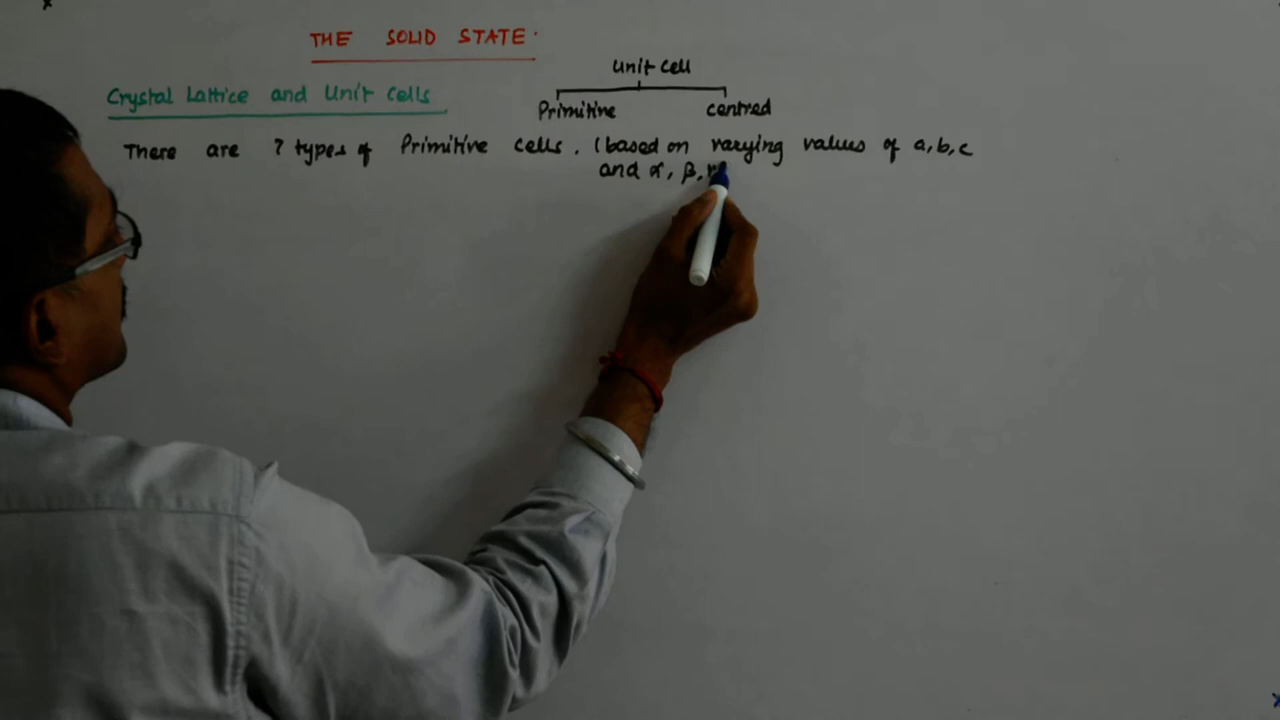 THE SOLID STATE.
Unit Cell
Crystal Lattice and Unit Cells
Primitive centred
There are 7 types of Primitive cells. (based on varying values of a,b,c
and α, β,